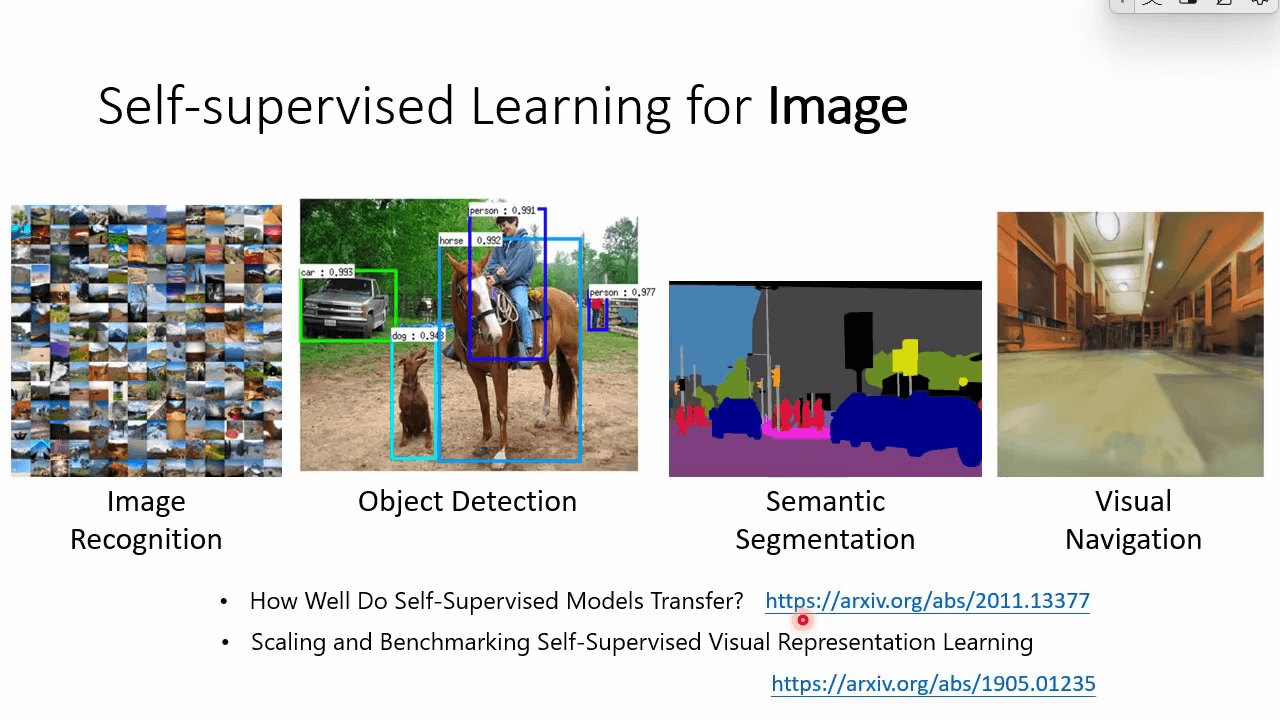 Self-supervised Learning for Image
person : 0.991
horse : 0.992
car : 0.993
person : 0.977
dog : 0.943
Image
Recognition
Object Detection
Semantic
Segmentation
Visual
Navigation
• How Well Do Self-Supervised Models Transfer? https://arxiv.org/abs/2011.13377
• Scaling and Benchmarking Self-Supervised Visual Representation Learning
https://arxiv.org/abs/1905.01235